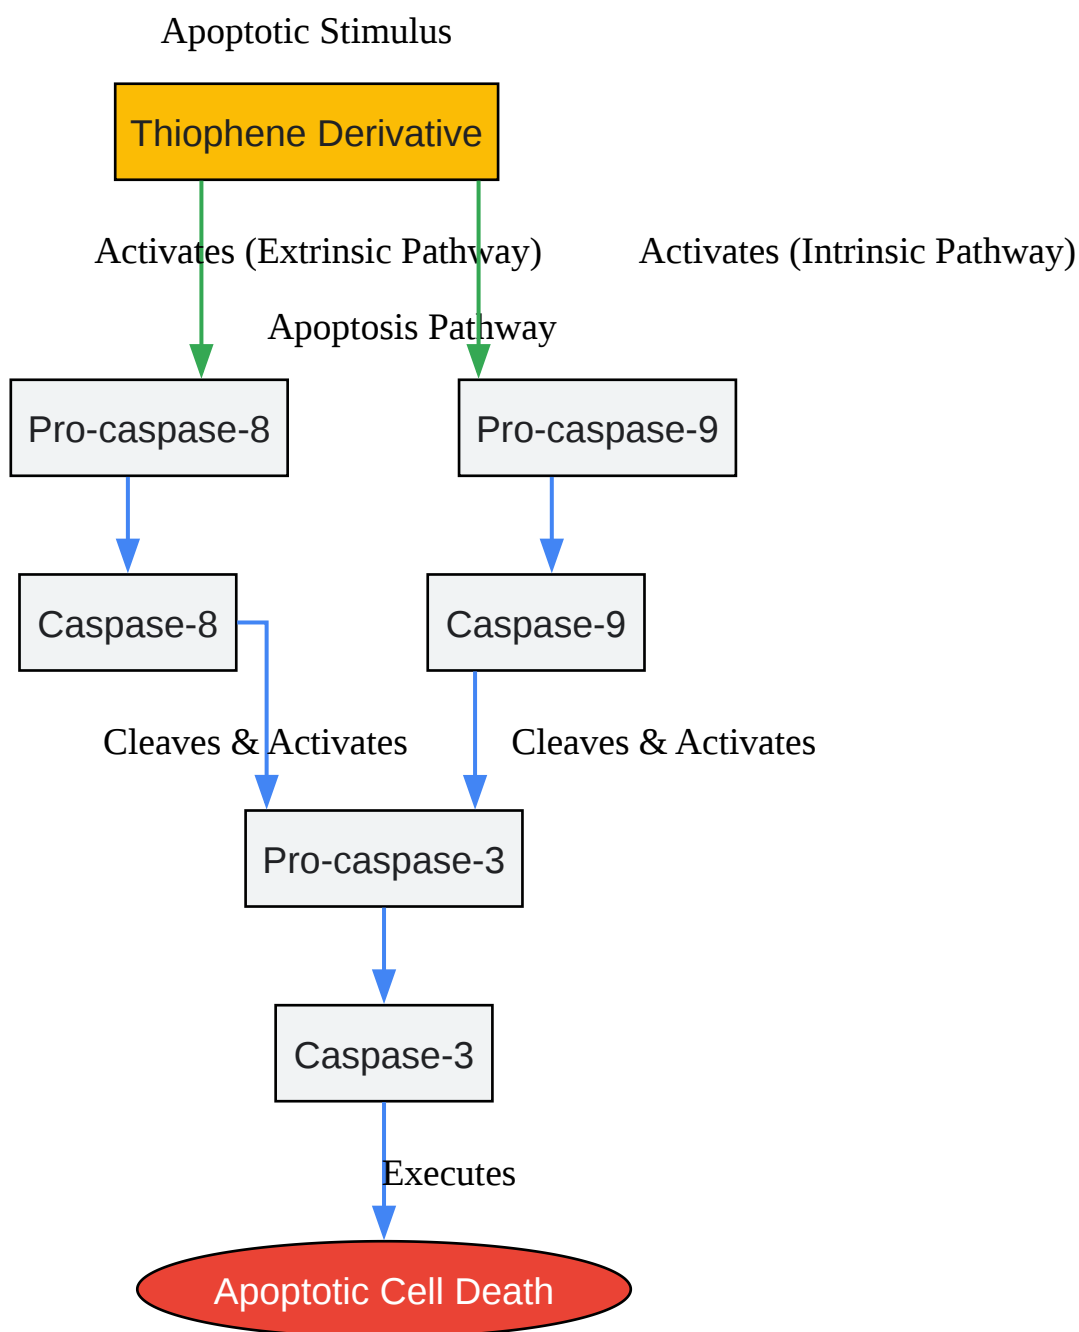 Apoptotic Stimulus
Thiophene Derivative
Activates (Extrinsic Pathway)
Activates (Intrinsic Pathway)
Apoptosis Pathway
Pro-caspase-8
Pro-caspase-9
Caspase-8
Caspase-9
Cleaves & Activates
Cleaves & Activates
Pro-caspase-3
Caspase-3
Executes
Apoptotic Cell Death